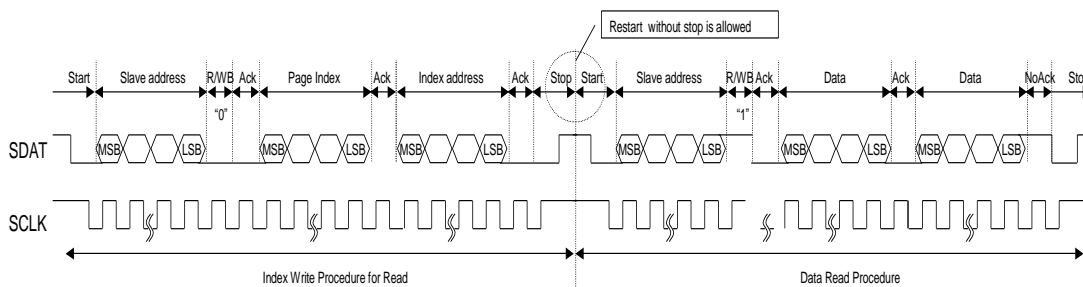 Restart without stop is allowed
Start Slave address R/WB Ack Page Index Ack Index address Ack Stop Start Slave address R/WB Ack Data Ack Data NoAck Sto
"0" "1"
SDAT MSB LSB MSB LSB MSB LSB MSB LSB MSB LSB MSB LSB
SCLK
Index Write Procedure for Read Data Read Procedure